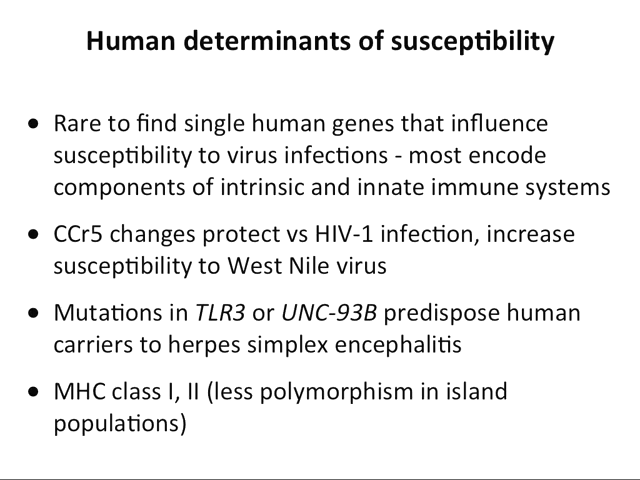 Human determinants of susceptibility
• Rare to find single human genes that influence
susceptibility to virus infections - most encode
components of intrinsic and innate immune systems
• CCr5 changes protect vs HIV-1 infection, increase
susceptibility to West Nile virus
• Mutations in TLR3 or UNC-93B predispose human
carriers to herpes simplex encephalitis
• MHC class I, II (less polymorphism in island
populations)